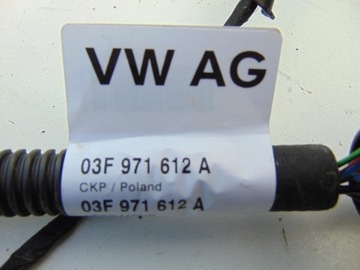 VW AG
03F 971 612 A
CKP / Poland
03F 971 612 A